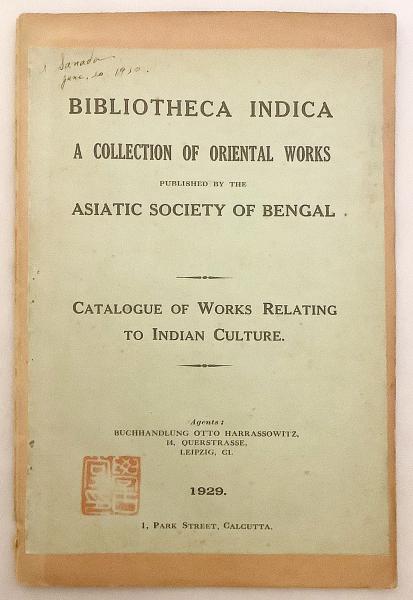 Sanada
June. 20. 1930.
BIBLIOTHECA INDICA
A COLLECTION OF ORIENTAL WORKS
PUBLISHED BY THE
ASIATIC SOCIETY OF BENGAL.
CATALOGUE OF WORKS RELATING
TO INDIAN CULTURE.
Agents:
BUCHHANDLUNG OTTO HARRASSOWITZ,
14, QUERSTRASSE,
LEIPZIG, C1.
1929.
1, PARK STREET, CALCUTTA.